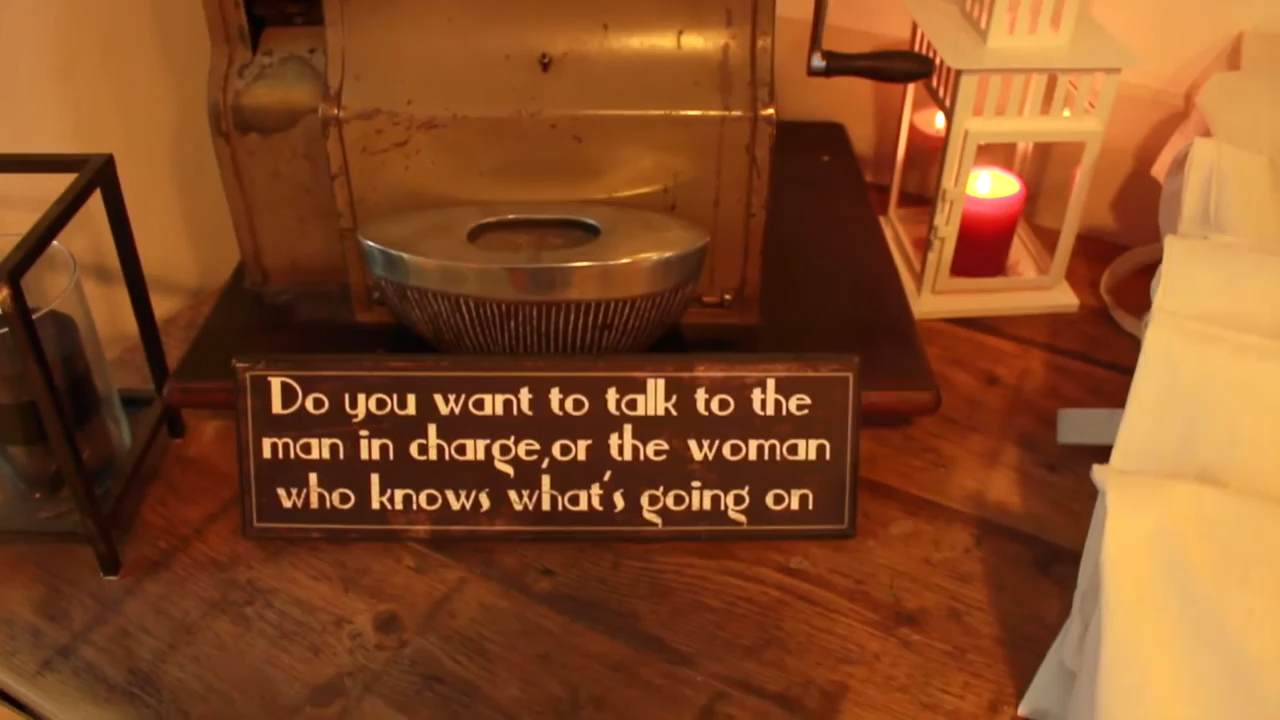 Do you want to talk to the
man in charge,or the woman
who knows what's going on